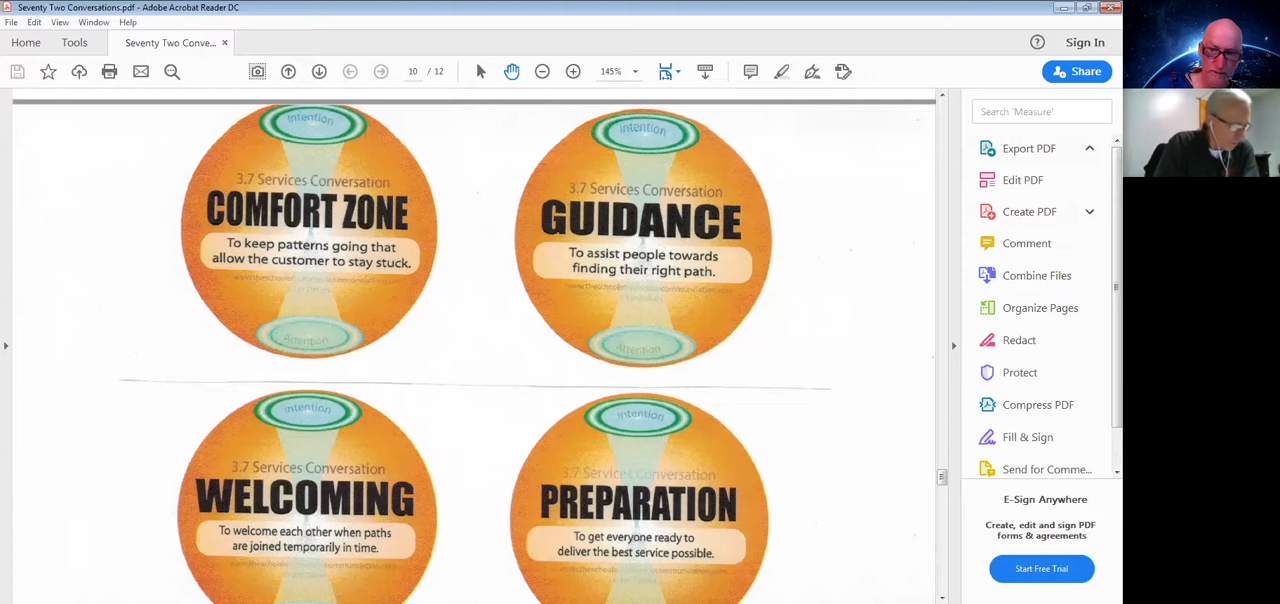 Seventy Two Conversations.pdf - Adobe Acrobat Reader DC
File Edit View Window Help
Home Tools Seventy Two Conve... × Sign In
10 / 12 145% Share
Intention
3.7 Services Conversation
COMFORT ZONE
To keep patterns going that
allow the customer to stay stuck.
Attention
Intention
3.7 Services Conversation
GUIDANCE
To assist people towards
finding their right path.
Attention
Intention
3.7 Services Conversation
WELCOMING
To welcome each other when paths
are joined temporarily in time.
Intention
3.7 Services Conversation
PREPARATION
To get everyone ready to
deliver the best service possible.
Search 'Measure'
Export PDF
Edit PDF
Create PDF
Comment
Combine Files
Organize Pages
Redact
Protect
Compress PDF
Fill & Sign
Send for Comme...
E-Sign Anywhere
Create, edit and sign PDF
forms & agreements
Start Free Trial